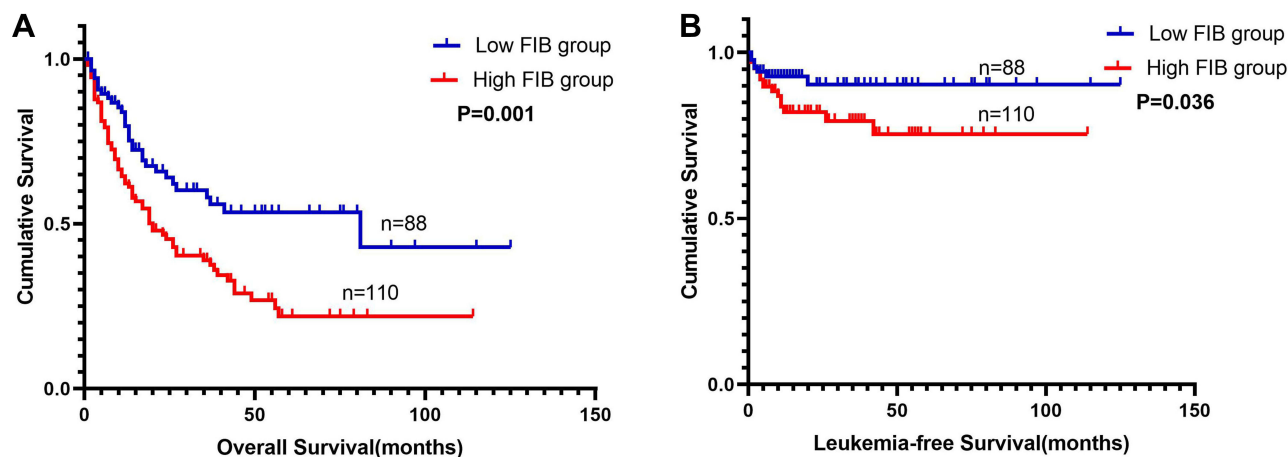 A
Cumulative Survival
1.0
0.5
0.0
0
50
100
150
Overall Survival(months)
Low FIB group
High FIB group
P=0.001
n=88
n=110
B
Cumulative Survival
1.0
0.5
0.0
0
50
100
150
Leukemia-free Survival(months)
Low FIB group
High FIB group
P=0.036
n=88
n=110